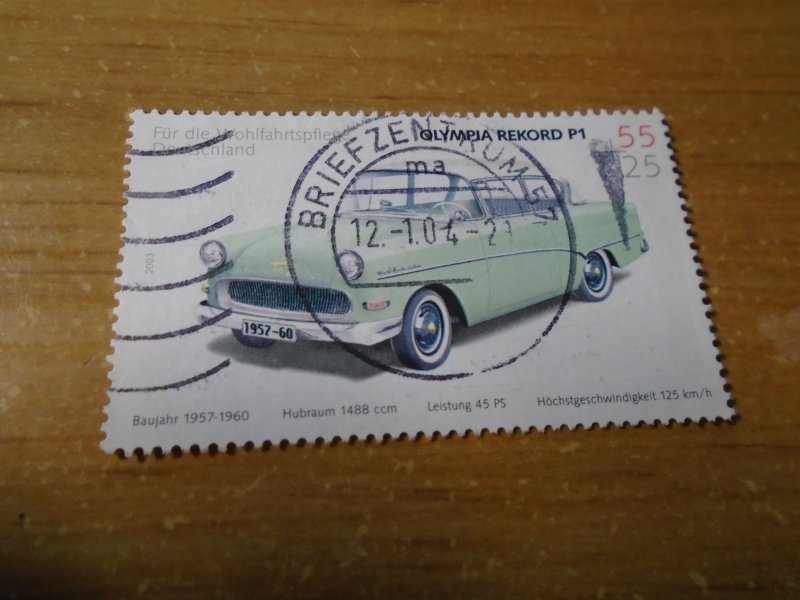 Für die Wohlfahrtspflege
Deutschland
OLYMPIA REKORD P1
55
25
BRIEFZENTRUM 57
ma
12.-1.04-21
2003
1957-60
Baujahr 1957-1960
Hubraum 1488 ccm
Leistung 45 PS
Höchstgeschwindigkeit 125 km/h